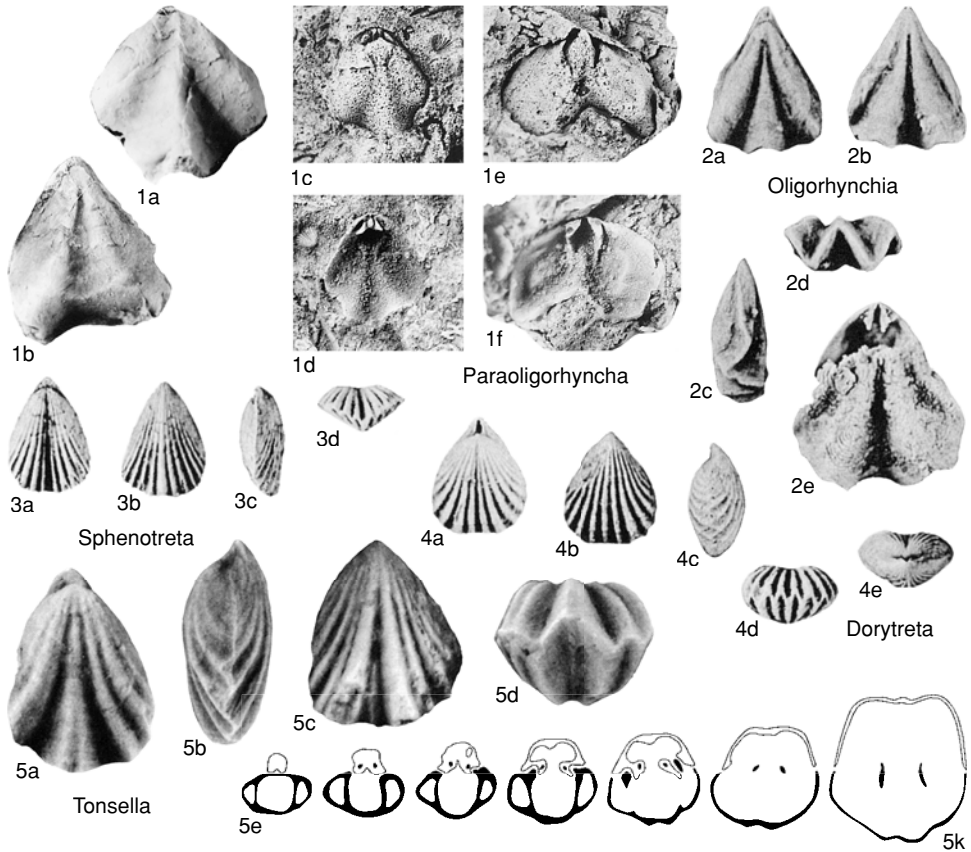 1a
1b
1c
1e
1d
1f
Paraoligorhyncha
2a
2b
Oligorhynchia
2d
2c
2e
3a
3b
3c
3d
Sphenotreta
4a
4b
4c
4d
4e
Dorytreta
5a
5b
5c
5d
Tonsella
5e
5k